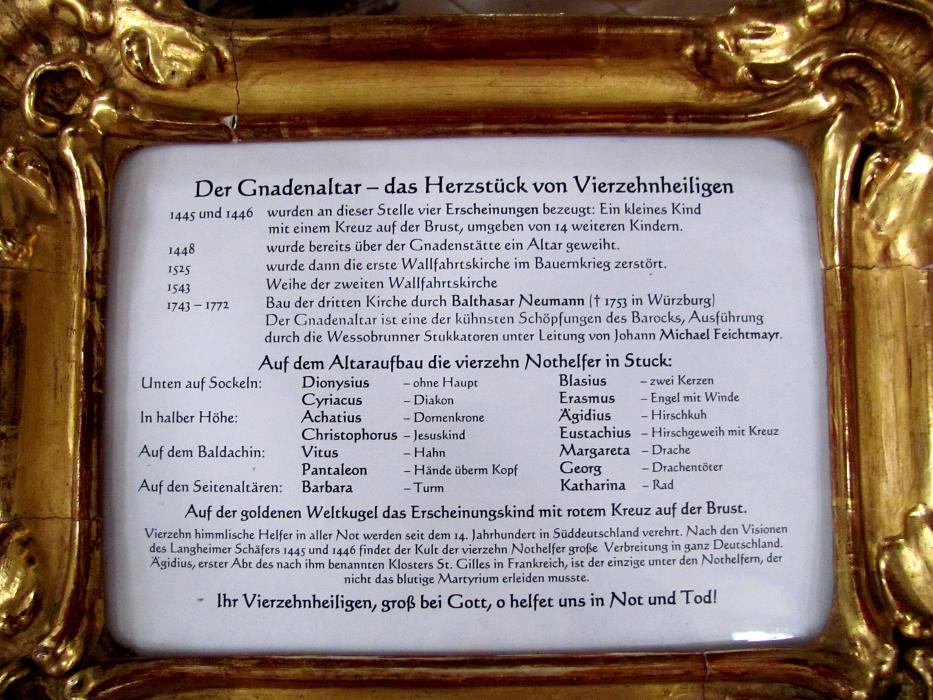 Der Gnadenaltar – das Herzstück von Vierzehnheiligen
1445 und 1446 wurden an dieser Stelle vier Erscheinungen bezeugt: Ein kleines Kind
mit einem Kreuz auf der Brust, umgeben von 14 weiteren Kindern.
1448 wurde bereits über der Gnadenstätte ein Altar geweiht.
1525 wurde dann die erste Wallfahrtskirche im Bauernkrieg zerstört.
1543 Weihe der zweiten Wallfahrtskirche
1743 – 1772 Bau der dritten Kirche durch Balthasar Neumann († 1753 in Würzburg)
Der Gnadenaltar ist eine der kühnsten Schöpfungen des Barocks, Ausführung
durch die Wessobrunner Stukkatoren unter Leitung von Johann Michael Feichtmayr.
Auf dem Altaraufbau die vierzehn Nothelfer in Stuck:
Unten auf Sockeln: Dionysius – ohne Haupt Blasius – zwei Kerzen
Cyriacus – Diakon Erasmus – Engel mit Winde
In halber Höhe: Achatius – Dornenkrone Ägidius – Hirschkuh
Christophorus – Jesuskind Eustachius – Hirschgeweih mit Kreuz
Auf dem Baldachin: Vitus – Hahn Margareta – Drache
Pantaleon – Hände überm Kopf Georg – Drachentöter
Auf den Seitenaltären: Barbara – Turm Katharina – Rad
Auf der goldenen Weltkugel das Erscheinungskind mit rotem Kreuz auf der Brust.
Vierzehn himmlische Helfer in aller Not werden seit dem 14. Jahrhundert in Süddeutschland verehrt. Nach den Visionen
des Langheimer Schäfers 1445 und 1446 findet der Kult der vierzehn Nothelfer große Verbreitung in ganz Deutschland.
Ägidius, erster Abt des nach ihm benannten Klosters St. Gilles in Frankreich, ist der einzige unter den Nothelfern, der
nicht das blutige Martyrium erleiden musste.
Ihr Vierzehnheiligen, groß bei Gott, o helfet uns in Not und Tod!